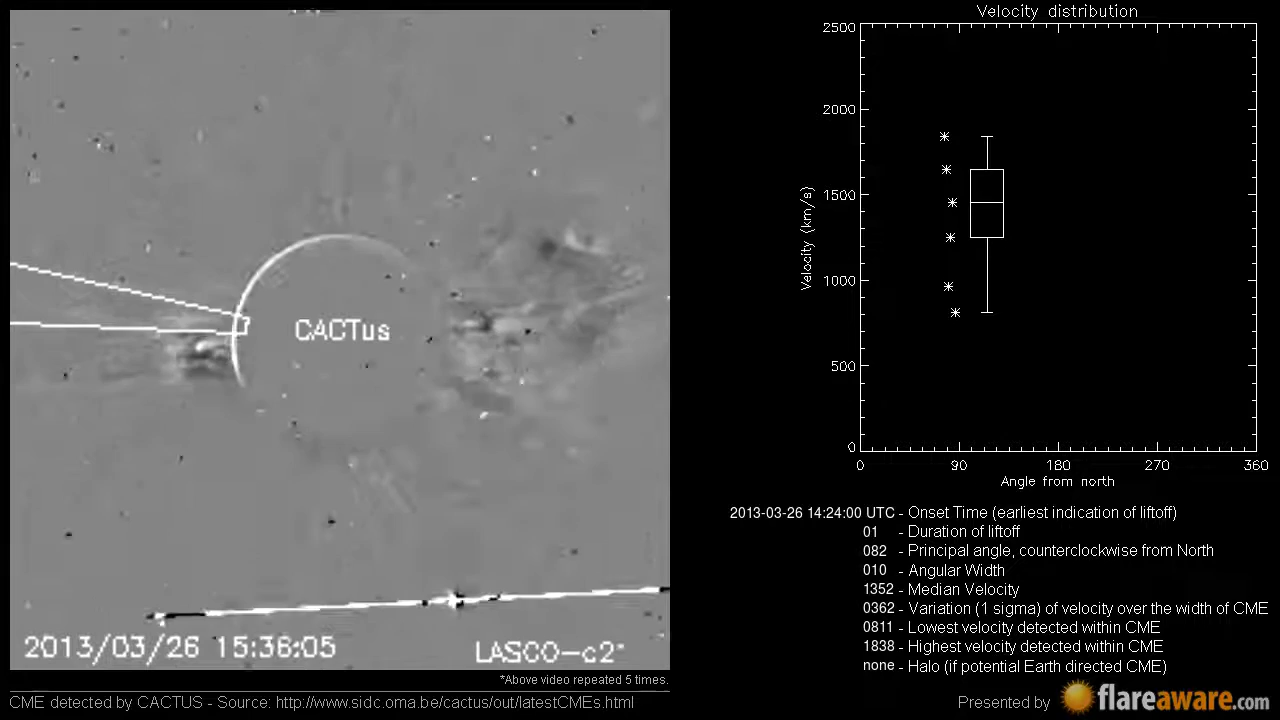 Velocity distribution
2500
2000
1500
1000
500
0
Velocity (km/s)
0 90 180 270 360
Angle from north
CACTus
2013/03/26 15:36:05 LASCO-c2*
*Above video repeated 5 times.
2013-03-26 14:24:00 UTC - Onset Time (earliest indication of liftoff)
01 - Duration of liftoff
082 - Principal angle, counterclockwise from North
010 - Angular Width
1352 - Median Velocity
0362 - Variation (1 sigma) of velocity over the width of CME
0811 - Lowest velocity detected within CME
1838 - Highest velocity detected within CME
none - Halo (if potential Earth directed CME)
CME detected by CACTUS - Source: http://www.sidc.oma.be/cactus/out/latestCMEs.html
Presented by flareaware.com